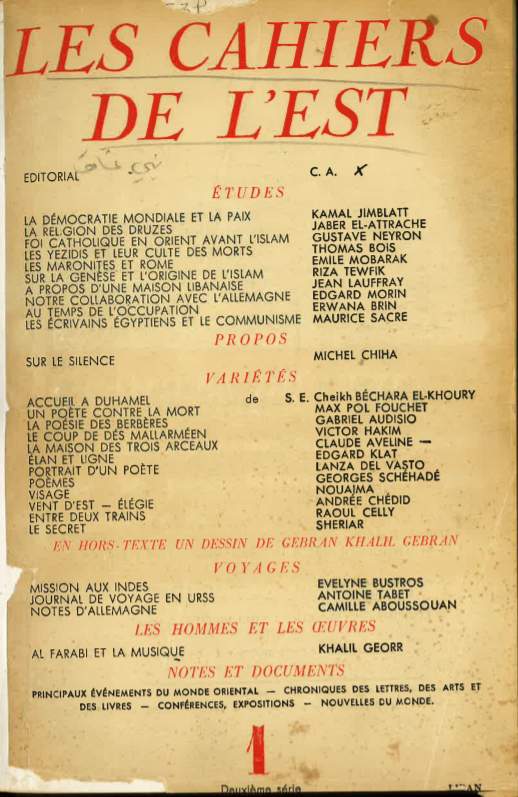 LES CAHIERS
DE L'EST
EDITORIAL C. A. X
ÉTUDES
LA DÉMOCRATIE MONDIALE ET LA PAIX KAMAL JIMBLATT
LA RELIGION DES DRUZES JABER EL-ATTRACHE
FOI CATHOLIQUE EN ORIENT AVANT L'ISLAM GUSTAVE NEYRON
LES YEZIDIS ET LEUR CULTE DES MORTS THOMAS BOIS
LES MARONITES ET ROME EMILE MOBARAK
SUR LA GENÈSE ET L'ORIGINE DE L'ISLAM RIZA TEWFIK
A PROPOS D'UNE MAISON LIBANAISE JEAN LAUFFRAY
NOTRE COLLABORATION AVEC L'ALLEMAGNE EDGARD MORIN
AU TEMPS DE L'OCCUPATION ERWANA BRIN
LES ÉCRIVAINS ÉGYPTIENS ET LE COMMUNISME MAURICE SACRE
PROPOS
SUR LE SILENCE MICHEL CHIHA
VARIÉTÉS
ACCUEIL A DUHAMEL de S. E. Cheikh BÉCHARA EL-KHOURY
UN POÈTE CONTRE LA MORT MAX POL FOUCHET
LA POÉSIE DES BERBÈRES GABRIEL AUDISIO
LE COUP DE DÉS MALLARMÉEN VICTOR HAKIM
LA MAISON DES TROIS ARCEAUX CLAUDE AVELINE —
ÉLAN ET LIGNE EDGARD KLAT
PORTRAIT D'UN POÈTE LANZA DEL VASTO
POÈMES GEORGES SCHÉHADÉ
VISAGE NOUAIMA
VENT D'EST — ÉLÉGIE ANDRÉE CHÉDID
ENTRE DEUX TRAINS RAOUL CELLY
LE SECRET SHERIAR
EN HORS-TEXTE UN DESSIN DE GEBRAN KHALIL GEBRAN
VOYAGES
MISSION AUX INDES EVELYNE BUSTROS
JOURNAL DE VOYAGE EN URSS ANTOINE TABET
NOTES D'ALLEMAGNE CAMILLE ABOUSSOUAN
LES HOMMES ET LES ŒUVRES
AL FARABI ET LA MUSIQUE KHALIL GEORR
NOTES ET DOCUMENTS
PRINCIPAUX ÉVÉNEMENTS DU MONDE ORIENTAL — CHRONIQUES DES LETTRES, DES ARTS ET
DES LIVRES — CONFÉRENCES, EXPOSITIONS — NOUVELLES DU MONDE.
1
Deuxième série